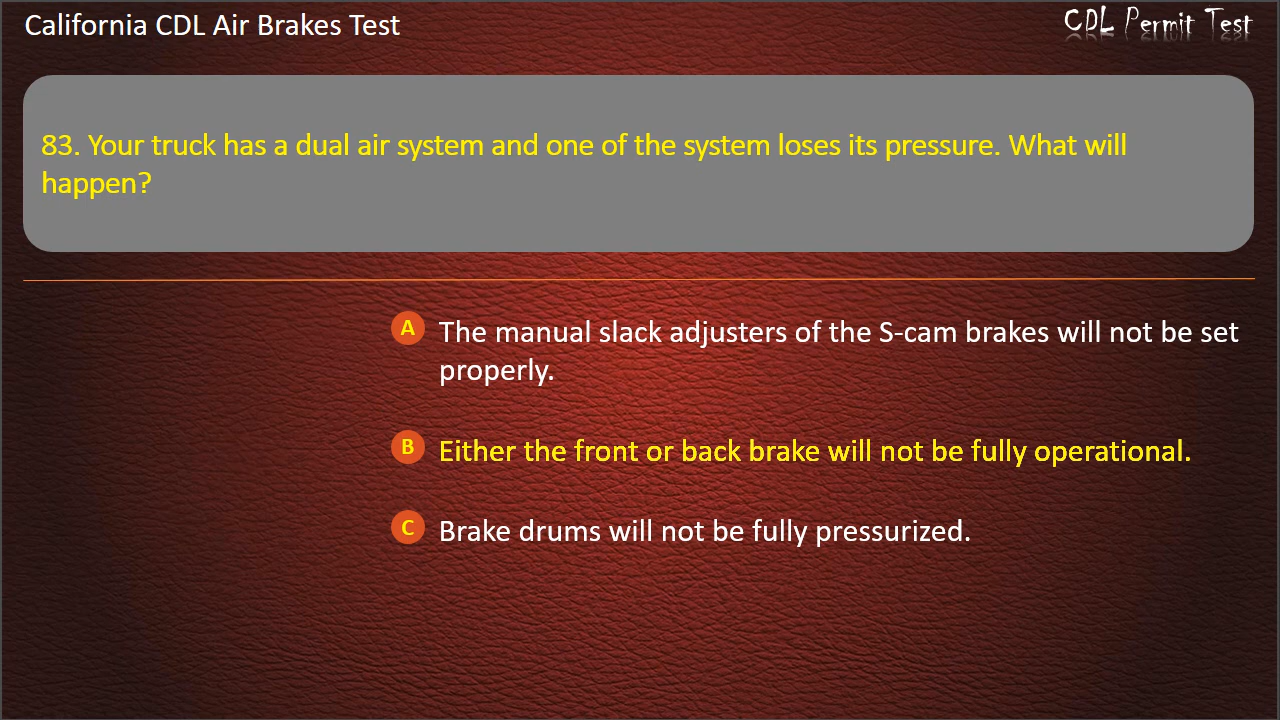 California CDL Air Brakes Test
CDL Permit Test
83. Your truck has a dual air system and one of the system loses its pressure. What will
happen?
A The manual slack adjusters of the S-cam brakes will not be set
properly.
B Either the front or back brake will not be fully operational.
C Brake drums will not be fully pressurized.